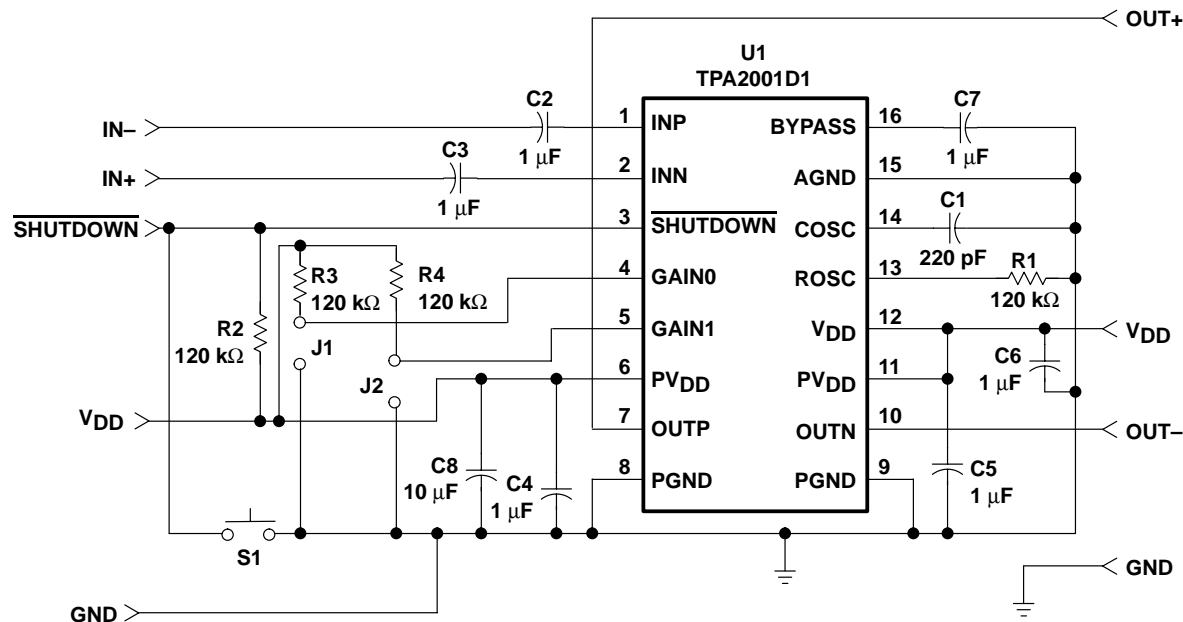 OUT+
U1
TPA2001D1
IN–
C2
1 μF
1
INP
BYPASS
16
C7
1 μF
IN+
C3
1 μF
2
INN
AGND
15
SHUTDOWN
3
SHUTDOWN
COSC
14
C1
220 pF
R3
120 kΩ
R4
120 kΩ
4
GAIN0
ROSC
13
R1
120 kΩ
R2
120 kΩ
J1
5
GAIN1
VDD
12
VDD
J2
6
PVDD
PVDD
11
C6
1 μF
VDD
7
OUTP
OUTN
10
OUT–
C8
10 μF
C4
1 μF
8
PGND
PGND
9
C5
1 μF
S1
GND
GND